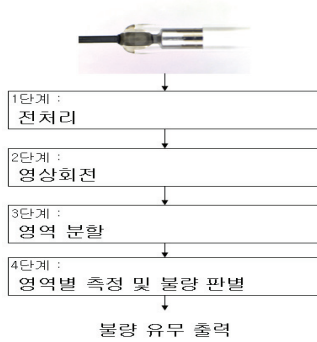 1단계 :
전처리
2단계 :
영상회전
3단계 :
영역 분할
4단계 :
영역별 측정 및 불량 판별
불량 유무 출력